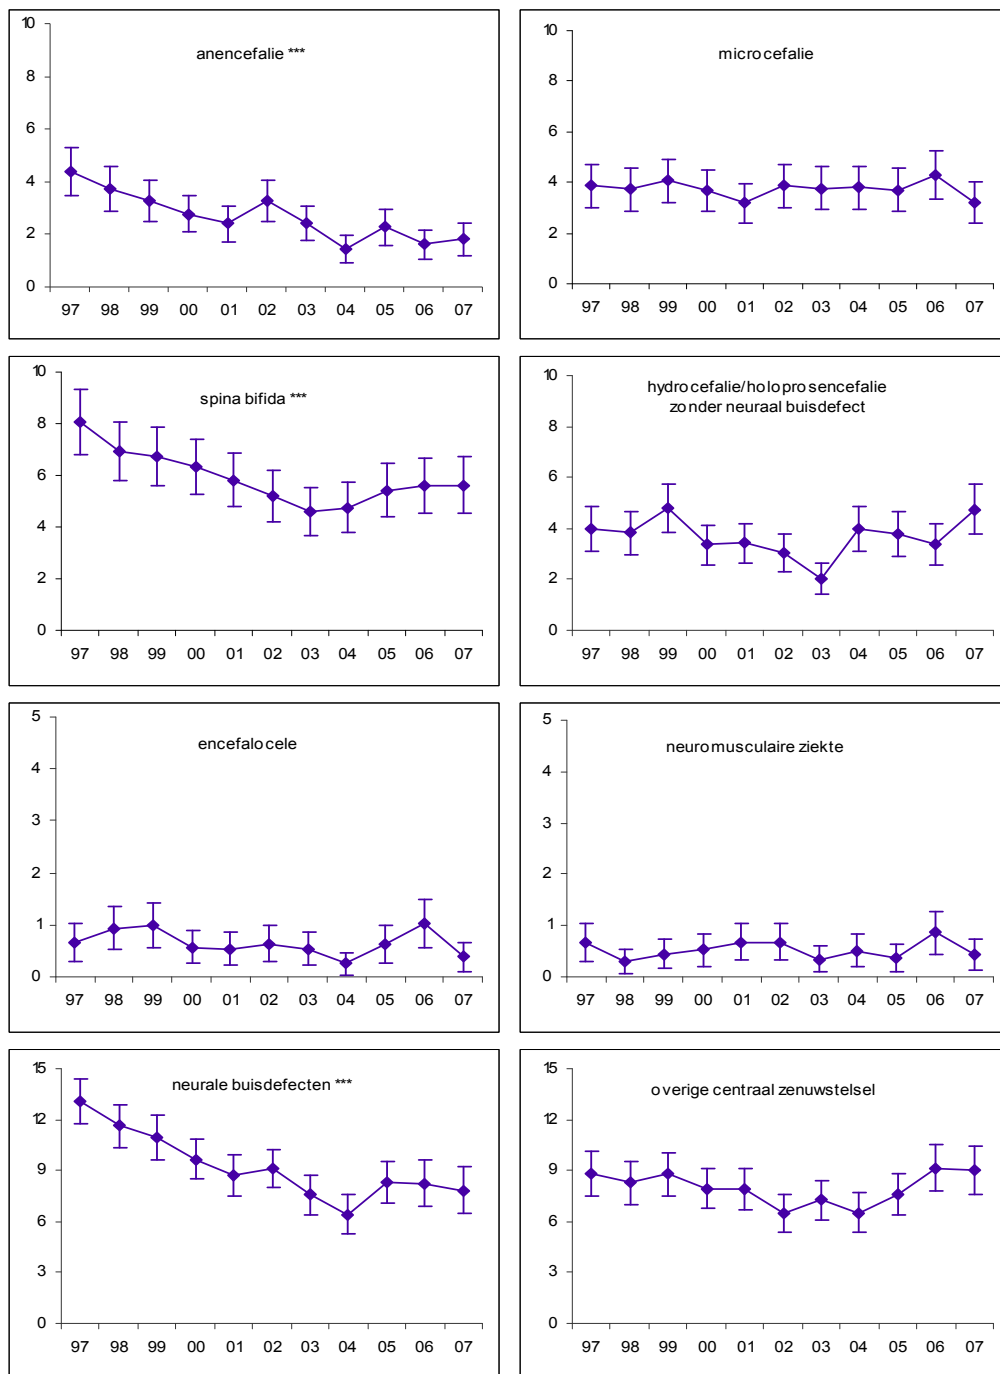 anencefalie ***
10
8
6
4
2
0
97 98 99 00 01 02 03 04 05 06 07
microcefalie
10
8
6
4
2
0
97 98 99 00 01 02 03 04 05 06 07
spina bifida ***
10
8
6
4
2
0
97 98 99 00 01 02 03 04 05 06 07
hydrocefalie/holoprosencefalie
zonder neuraal buisdefect
10
8
6
4
2
0
97 98 99 00 01 02 03 04 05 06 07
encefalocele
5
4
3
2
1
0
97 98 99 00 01 02 03 04 05 06 07
neuromusculaire ziekte
5
4
3
2
1
0
97 98 99 00 01 02 03 04 05 06 07
neurale buisdefecten ***
15
12
9
6
3
0
97 98 99 00 01 02 03 04 05 06 07
overige centraal zenuwstelsel
15
12
9
6
3
0
97 98 99 00 01 02 03 04 05 06 07